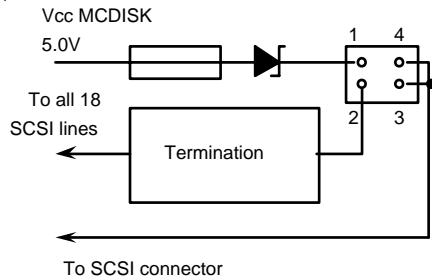 Vcc MCDISK
5.0V
1 4
To all 18
SCSI lines
Termination
2 3
To SCSI connector